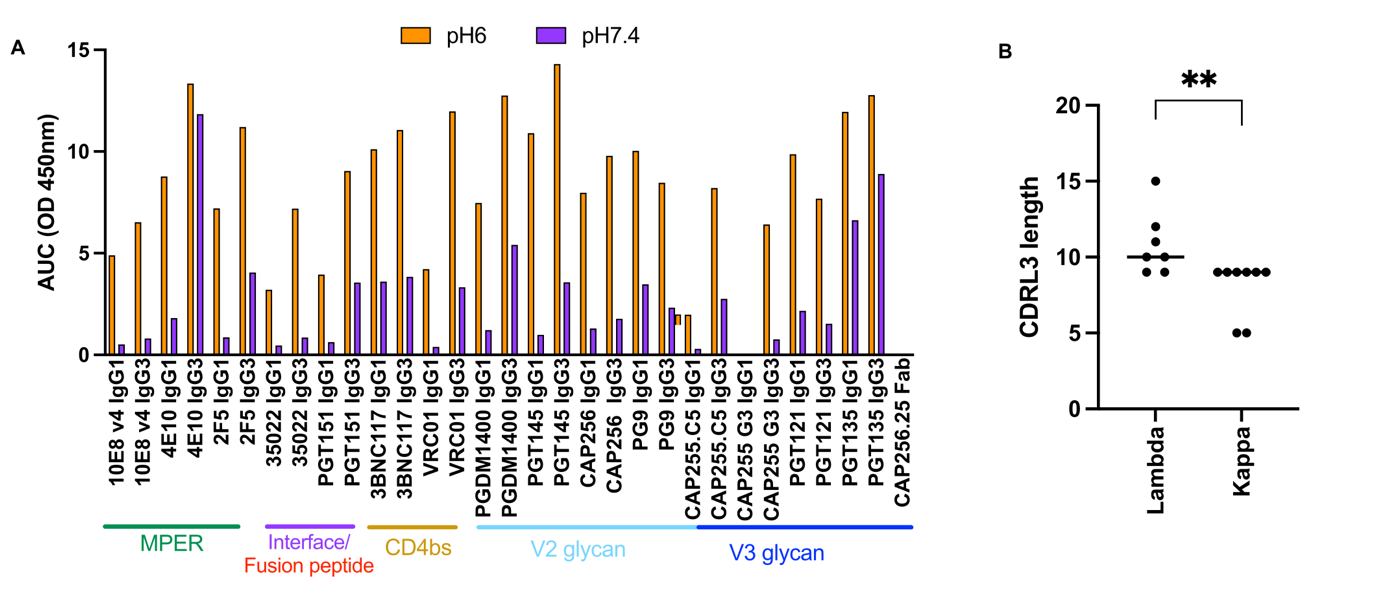 A
pH6
pH7.4
AUC (OD 450nm)
15
10
5
0
10E8 v4 IgG1
10E8 v4 IgG3
4E10 IgG1
4E10 IgG3
2F5 IgG1
2F5 IgG3
35022 IgG1
35022 IgG3
PGT151 IgG1
PGT151 IgG3
3BNC117 IgG1
3BNC117 IgG3
VRC01 IgG1
VRC01 IgG3
PGDM1400 IgG1
PGDM1400 IgG3
PGT145 IgG1
PGT145 IgG3
CAP256 IgG1
CAP256 IgG3
PG9 IgG1
PG9 IgG3
CAP255.C5 IgG1
CAP255.C5 IgG3
CAP255 G3 IgG1
CAP255 G3 IgG3
PGT121 IgG1
PGT121 IgG3
PGT135 IgG1
PGT135 IgG3
CAP256.25 Fab
MPER
Interface/
Fusion peptide
CD4bs
V2 glycan
V3 glycan
B
**
CDRL3 length
20
15
10
5
0
Lambda
Kappa